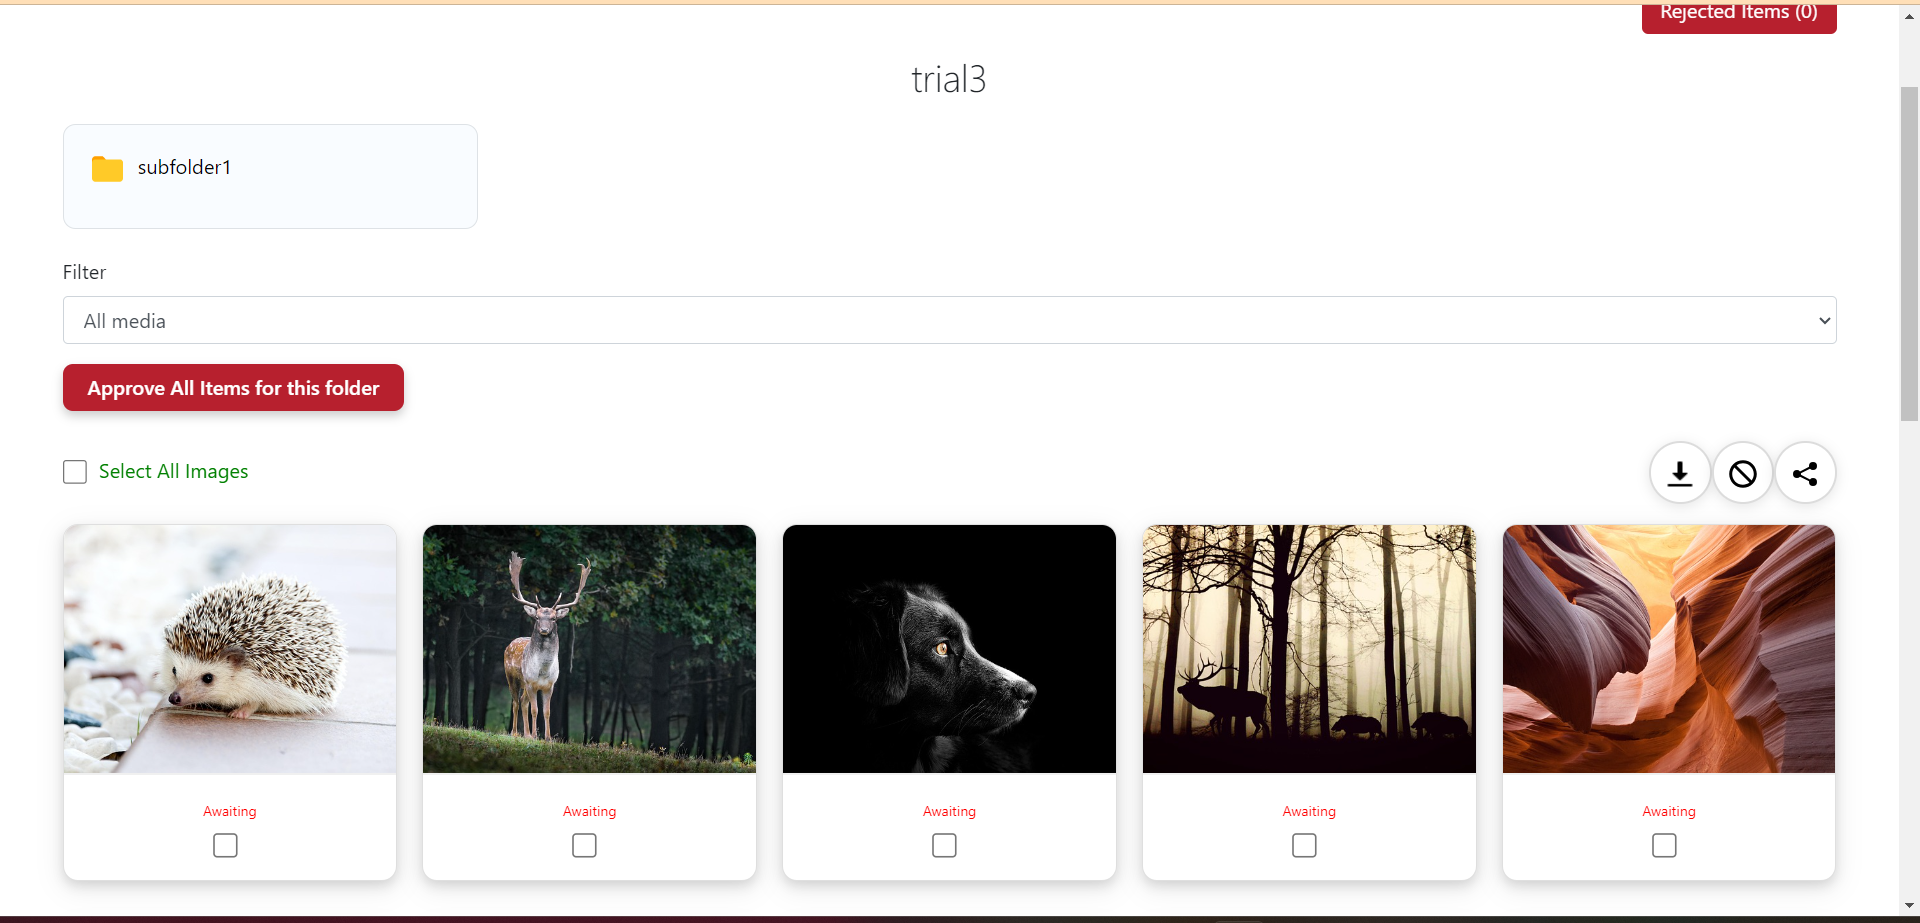 Rejected Items (0)
trial3
subfolder1
Filter
All media
Approve All Items for this folder
Select All Images
Awaiting
Awaiting
Awaiting
Awaiting
Awaiting